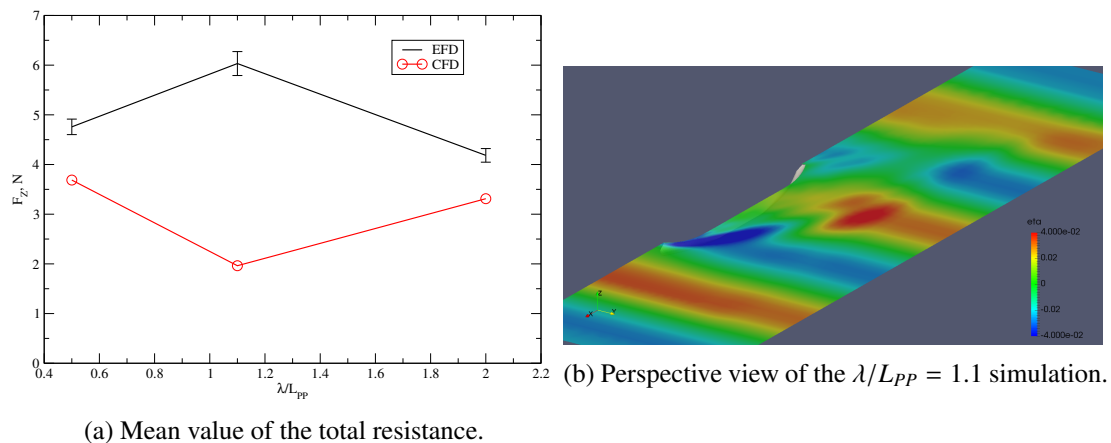 7
6
5
4
3
2
1
0
F_Z, N
EFD
CFD
0.4 0.6 0.8 1 1.2 1.4 1.6 1.8 2 2.2
λ/L_PP
(a) Mean value of the total resistance.
eta
4.000e-02
0.02
0
-0.02
-4.000e-02
Z
X Y
(b) Perspective view of the λ/L_PP = 1.1 simulation.